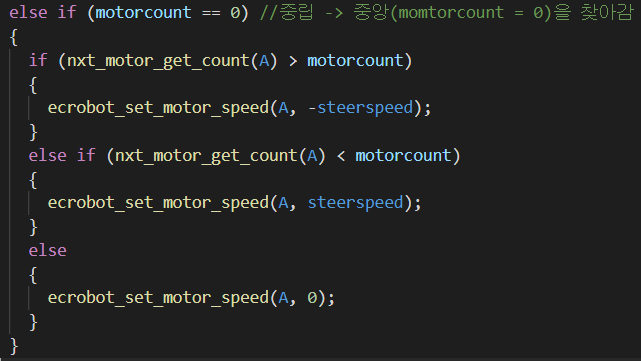 else if (motorcount == 0) //중립 -> 중앙(momtorcount = 0)을 찾아감
{
if (nxt_motor_get_count(A) > motorcount)
{
ecrobot_set_motor_speed(A, -steerspeed);
}
else if (nxt_motor_get_count(A) < motorcount)
{
ecrobot_set_motor_speed(A, steerspeed);
}
else
{
ecrobot_set_motor_speed(A, 0);
}
}